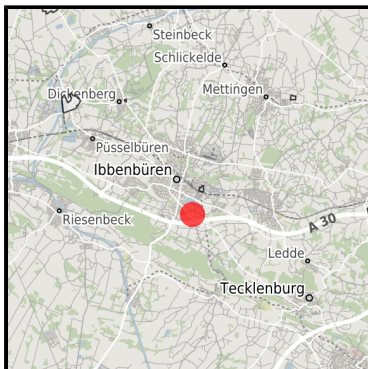 Steinbeck
Schlickelde
Mettingen
Dickenberg
Püsselbüren
Ibbenbüren
Riesenbeck
A 30
Ledde
Tecklenburg